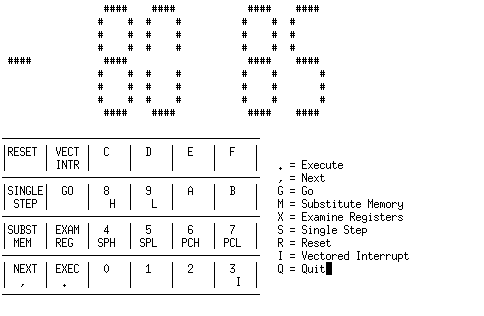 - 80 85
RESET VECT INTR C D E F
SINGLE STEP GO 8 H 9 L A B
SUBST MEM EXAM REG 4 SPH 5 SPL 6 PCH 7 PCL
NEXT , EXEC . 0 1 2 3 I
. = Execute
, = Next
G = Go
M = Substitute Memory
X = Examine Registers
S = Single Step
R = Reset
I = Vectored Interrupt
Q = Quit